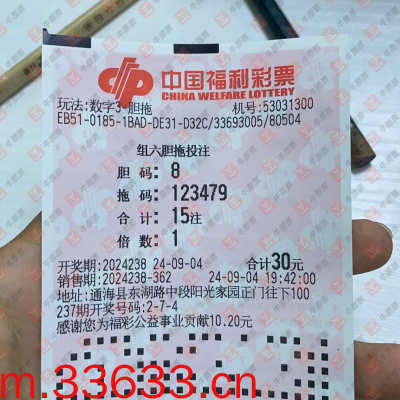 中国福利彩票
CHINA WELFARE LOTTERY
玩法:数字3-胆拖 机号:53031300
EB51-0185-1BAD-DE31-D32C/33693005/80504
组六胆拖投注
胆 码: 8
拖 码: 123479
合 计: 15注
倍 数: 1
开奖期:2024238 24-09-04 合计30元
销售期:2024238-362 24-09-04 19:42:00
地址:通海县东湖路中段阳光家园正门往下100
237期开奖号码:2-7-4
感谢您为福彩公益事业贡献10.20元
m.33633.cn